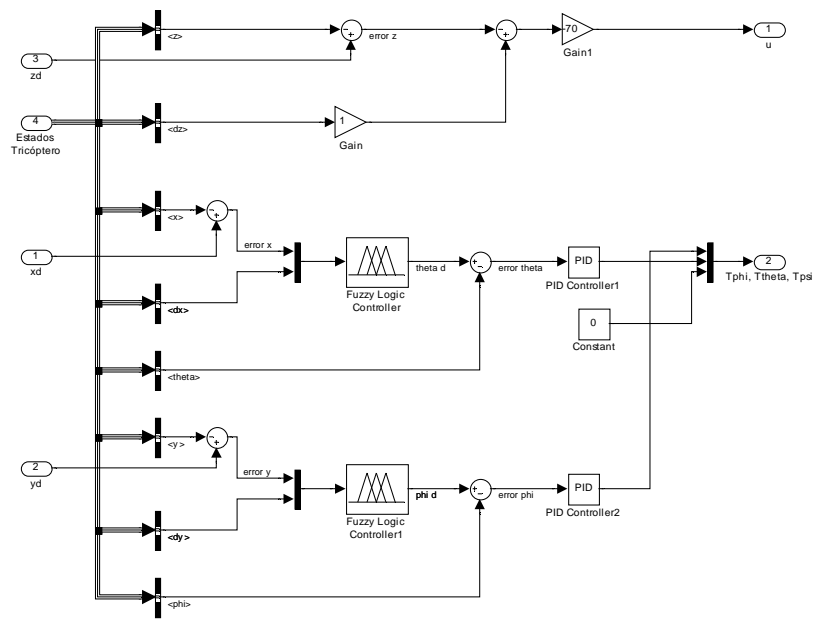 <z>
error z
-70
Gain1
1
u
3
zd
4
Estados
Tricóptero
<dz>
1
Gain
<x>
error x
1
xd
<dx>
Fuzzy Logic
Controller
theta d
error theta
PID
PID Controller1
0
Constant
2
Tphi, Ttheta, Tpsi
<theta>
<y>
error y
2
yd
<dy>
Fuzzy Logic
Controller1
phi d
error phi
PID
PID Controller2
<phi>